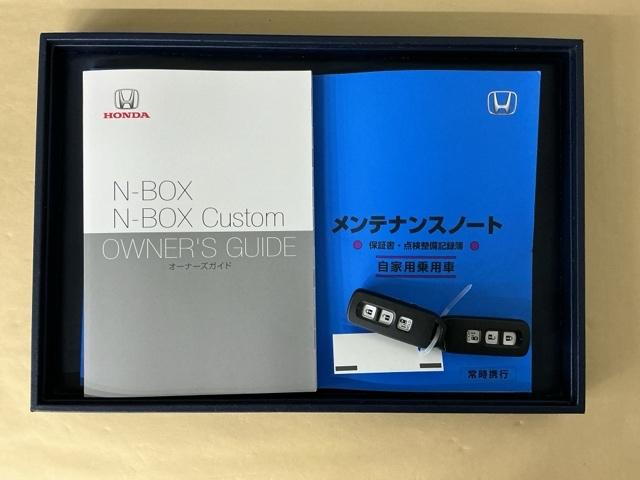 HONDA
N-BOX
N-BOX Custom
OWNER'S GUIDE
オーナーズガイド
メンテナンスノート
保証書・点検整備記録簿
自家用乗用車
常時携行